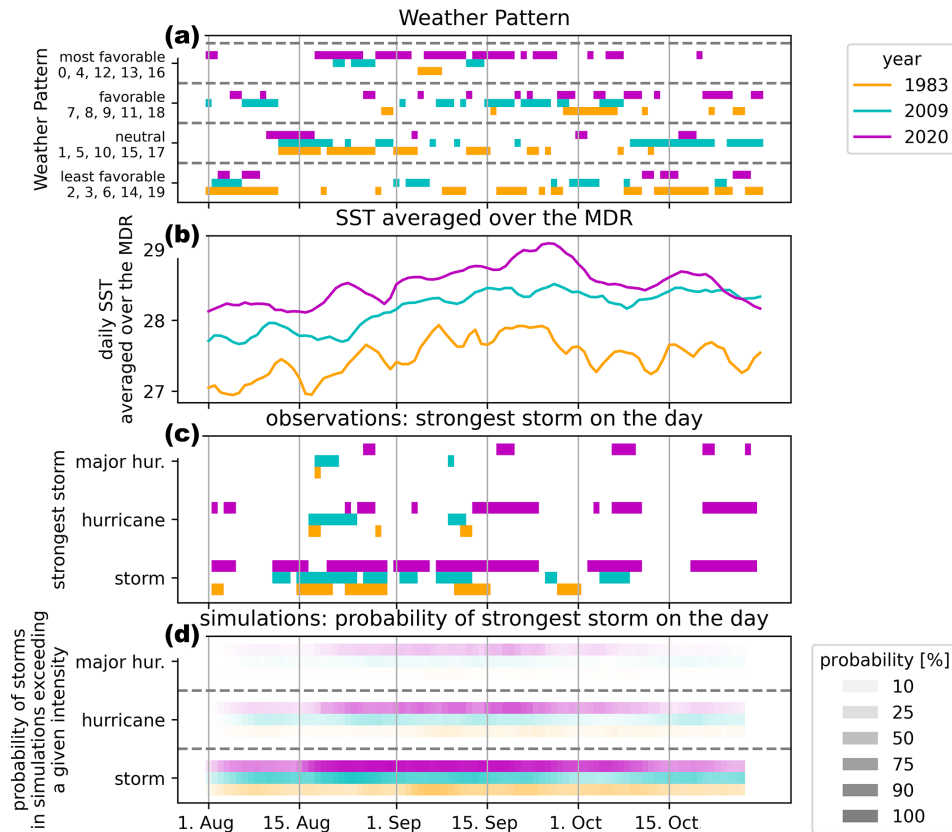 Weather Pattern
(a)
Weather Pattern
most favorable
0, 4, 12, 13, 16
favorable
7, 8, 9, 11, 18
neutral
1, 5, 10, 15, 17
least favorable
2, 3, 6, 14, 19
year
1983
2009
2020
SST averaged over the MDR
(b)
daily SST
averaged over the MDR
29
28
27
observations: strongest storm on the day
(c)
strongest storm
major hur.
hurricane
storm
simulations: probability of strongest storm on the day
(d)
probability of storms
in simulations exceeding
a given intensity
major hur.
hurricane
storm
1. Aug
15. Aug
1. Sep
15. Sep
1. Oct
15. Oct.
probability [%]
10
25
50
75
90
100